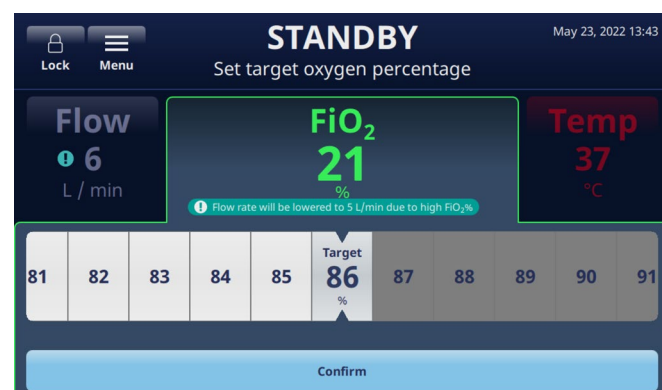 STANDBY
May 23, 2022 13:43
Lock
Menu
Set target oxygen percentage
Flow
6
L / min
FiO₂
21
%
Flow rate will be lowered to 5 L/min due to high FiO₂%
Temp
37
°C
Target
81 82 83 84 85 86 87 88 89 90 91
%
Confirm